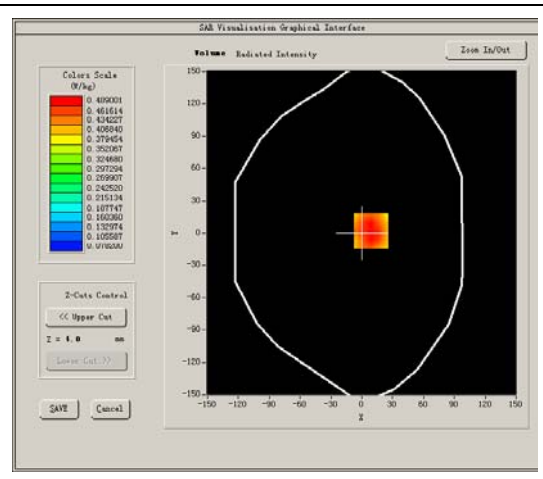 SAR Visualisation Graphical Interface
Volume Radiated Intensity
Zoom In/Out
Colors Scale
(W/kg)
0.489001
0.461614
0.434227
0.406840
0.379454
0.352067
0.324680
0.297294
0.269907
0.242520
0.215134
0.187747
0.160360
0.132974
0.105587
0.078200
150
90
60
30
Y
0
-30
-60
-90
-120
-150
-150 -120 -90 -60 -30 0 30 60 90 120 150
X
Z-Cuts Control
<< Upper Cut
Z = 4.0 mm
Lower Cut >>
SAVE
Cancel